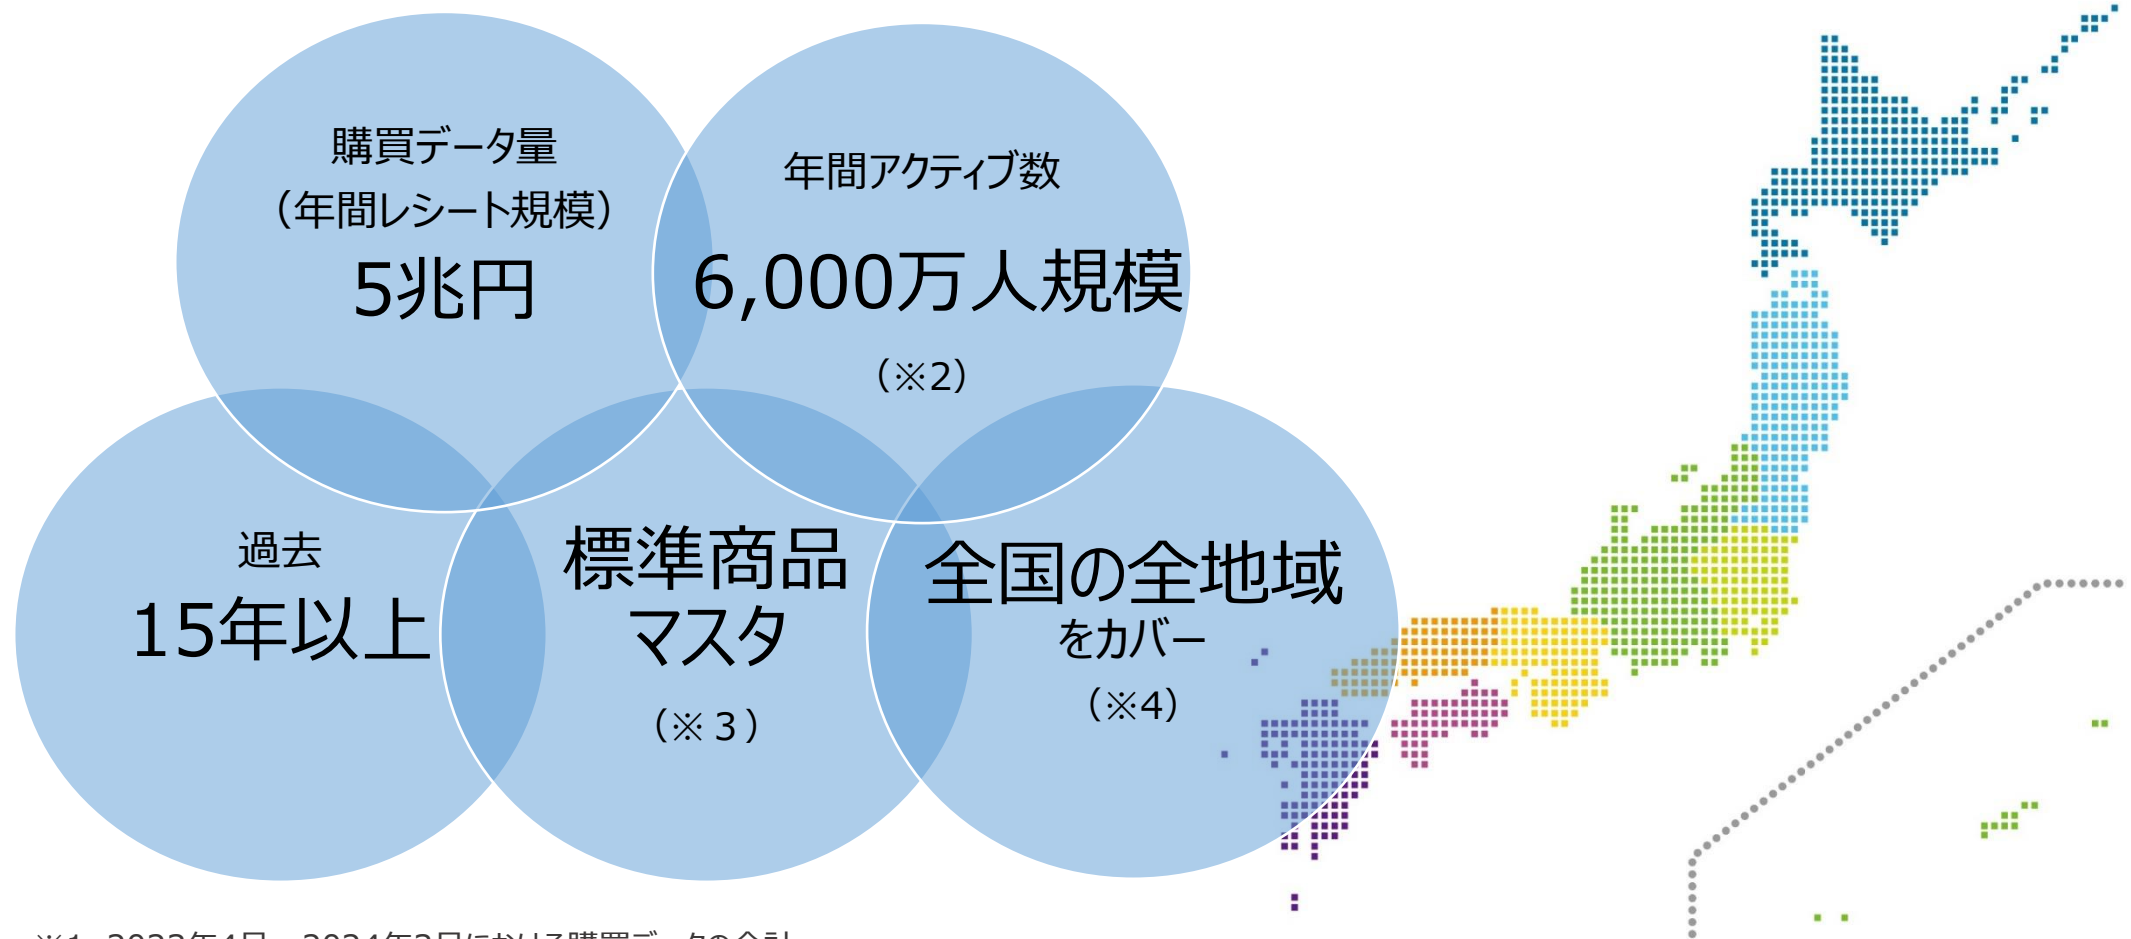 購買データ量
（年間レシート規模）
5兆円
年間アクティブ数
6,000万人規模
（※2）
過去
15年以上
標準商品
マスタ
（※３）
全国の全地域
をカバー
（※4）